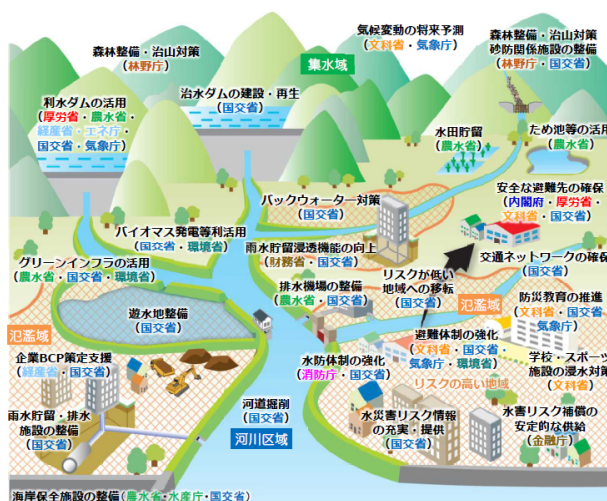 気候変動の将来予測
(文科省・気象庁)
森林整備・治山対策
(林野庁)
集水域
森林整備・治山対策
砂防関係施設の整備
(林野庁・国交省)
治水ダムの建設・再生
(国交省)
利水ダムの活用
(厚労省・農水省・
経産省・エネ庁・
国交省・気象庁)
水田貯留
(農水省)
ため池等の活用
(農水省)
安全な避難先の確保
(内閣府・厚労省・
文科省・国交省)
バックウォーター対策
(国交省)
バイオマス発電等利活用
(国交省・環境省)
雨水貯留浸透機能の向上
(財務省・国交省)
交通ネットワークの確保
(国交省)
グリーンインフラの活用
(農水省・国交省・環境省)
リスクが低い
地域への移転
(国交省)
排水機場の整備
(農水省・国交省)
氾濫域
防災教育の推進
(文科省・国交省・
気象庁)
遊水地整備
(国交省)
氾濫域
避難体制の強化
(文科省・国交省・
気象庁・環境省)
企業BCP策定支援
(経産省・国交省)
水防体制の強化
(消防庁・国交省)
リスクの高い地域
学校・スポーツ
施設の浸水対策
(文科省)
河道掘削
(国交省)
河川区域
雨水貯留・排水
施設の整備
(国交省)
水災害リスク情報
の充実・提供
(国交省)
水害リスク補償の
安定的な供給
(金融庁)
海岸保全施設の整備(農水省・水産庁・国交省)